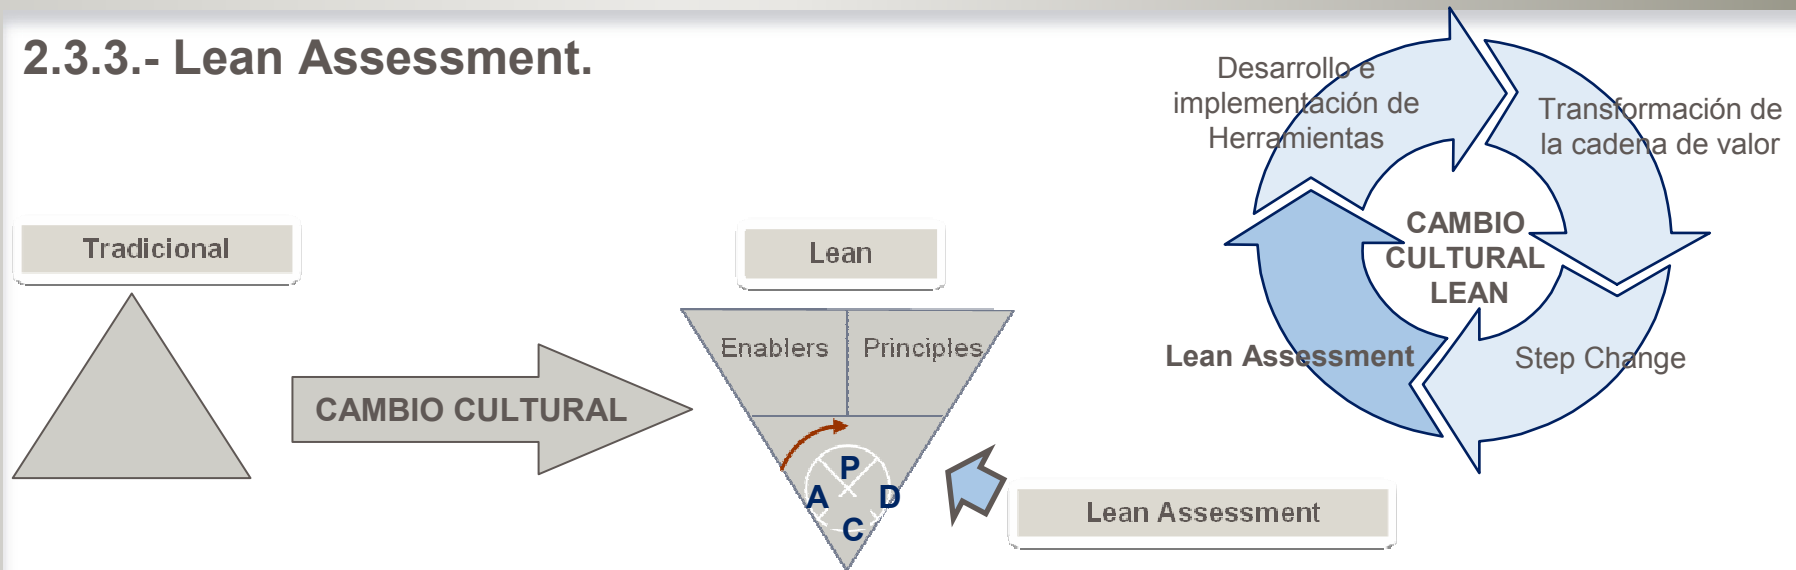 2.3.3.- Lean Assessment.
Desarrollo e
implementación de
Herramientas
Transformación de
la cadena de valor
CAMBIO
CULTURAL
LEAN
Lean Assessment
Step Change
Tradicional
CAMBIO CULTURAL
Lean
Enablers
Principles
P
A D
C
Lean Assessment